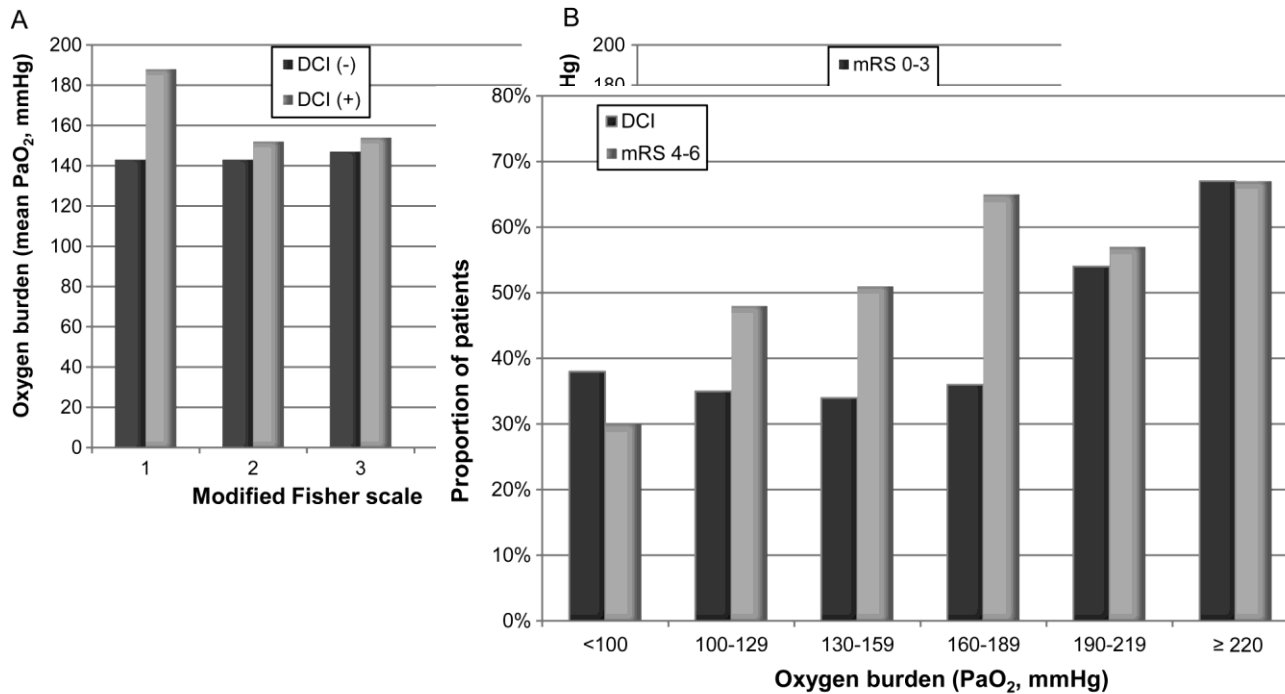 A
Oxygen burden (mean PaO₂, mmHg)
200
180
160
140
120
100
80
60
40
20
0
DCI (-)
DCI (+)
1
2
3
Modified Fisher scale
B
200
mRS 0-3
Proportion of patients
80%
70%
60%
50%
40%
30%
20%
10%
0%
DCI
mRS 4-6
<100
100-129
130-159
160-189
190-219
≥ 220
Oxygen burden (PaO₂, mmHg)